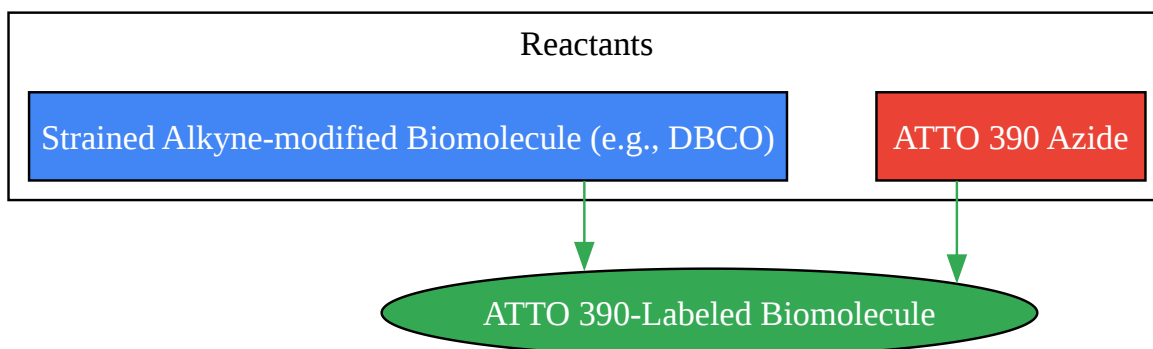 Reactants
Strained Alkyne-modified Biomolecule (e.g., DBCO)
ATTO 390 Azide
ATTO 390-Labeled Biomolecule